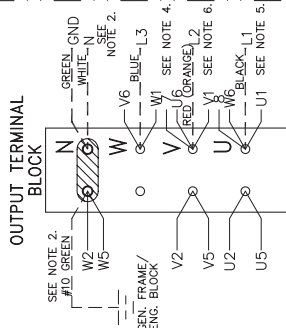 OUTPUT TERMINAL
BLOCK
SEE NOTE 2.
#10 GREEN
W2
W5
GEN. FRAME/
ENG. BLOCK
V2
V5
U2
U5
N
W
V
U
GREEN
GND
WHITE
N
SEE
NOTE 2.
V6
BLUE
L3
W1
SEE NOTE 4.
U6
RED (ORANGE)
L2
V1
SEE NOTE 6.
W6
BLACK
L1
U1
SEE NOTE 5.